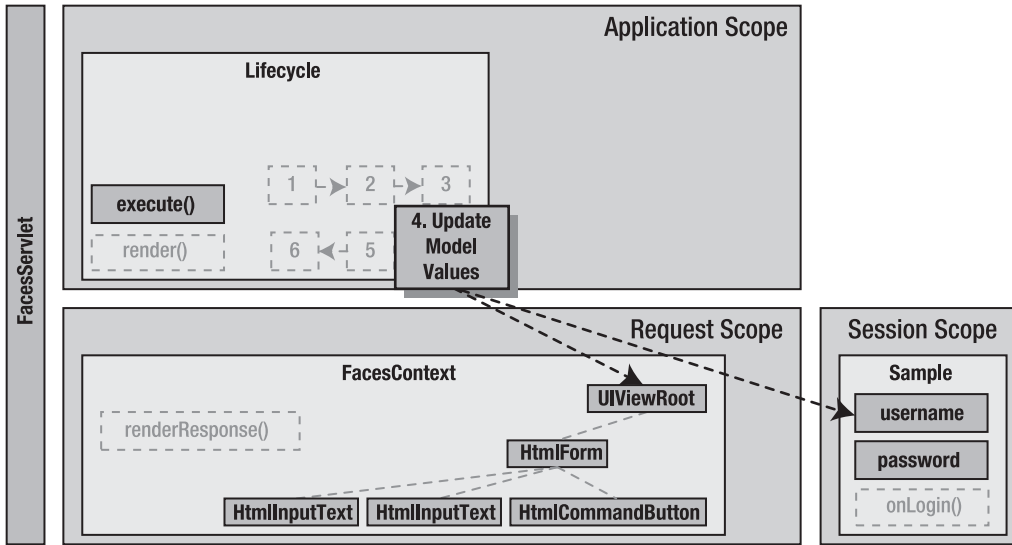 FacesServlet
Application Scope
Lifecycle
1
2
3
execute()
4. Update
Model
Values
render()
6
5
Request Scope
FacesContext
UIViewRoot
renderResponse()
HtmlForm
HtmlInputText
HtmlInputText
HtmlCommandButton
Session Scope
Sample
username
password
onLogin()